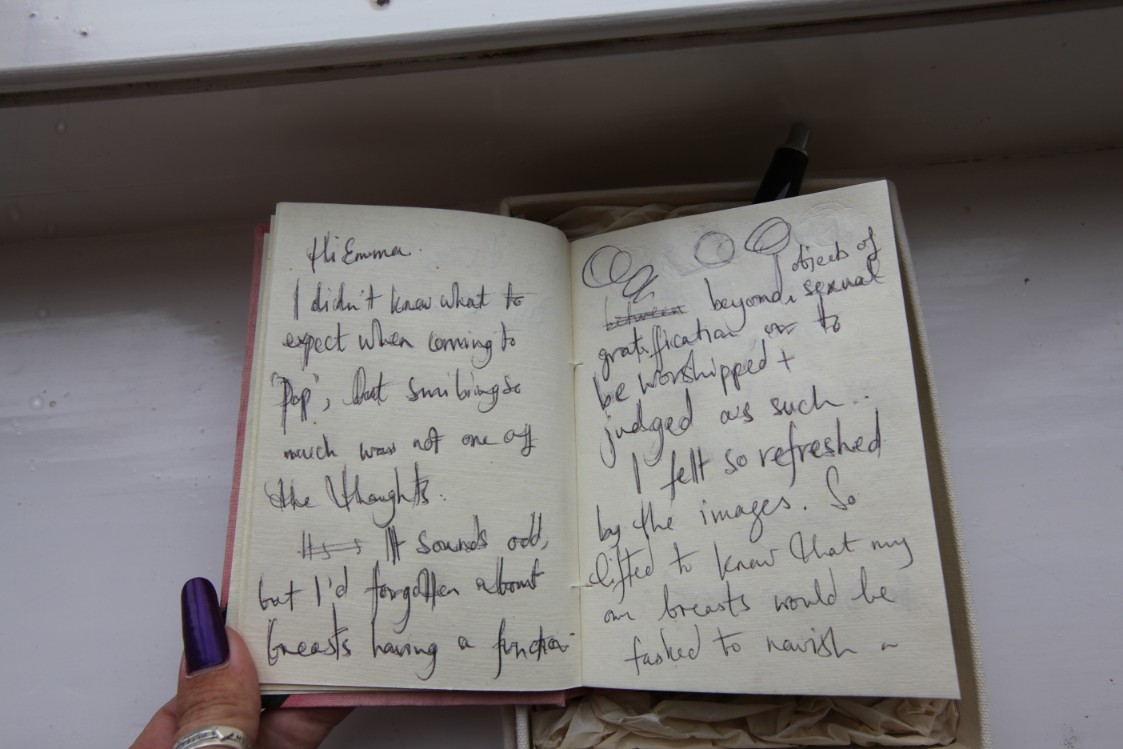 Hi Emma.
I didn't know what to
expect when coming to
'Pop', but smiling so
much was not one of
the thoughts.
It sounds odd,
but I'd forgotten about
breasts having a function
objects of
between beyond sexual
gratification or to
be worshipped +
judged as such..
I felt so refreshed
by the images. So
lifted to know that my
own breasts would be
tasked to nourish ~